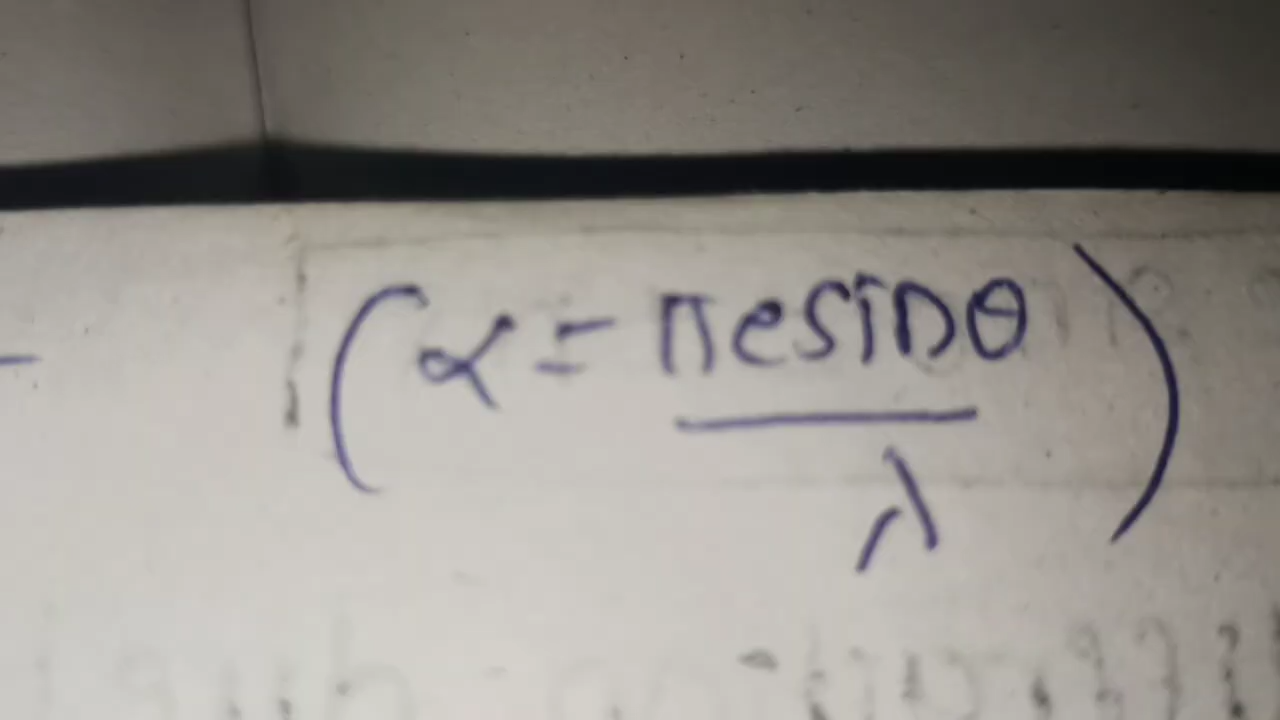 (α = πesinθ
λ)